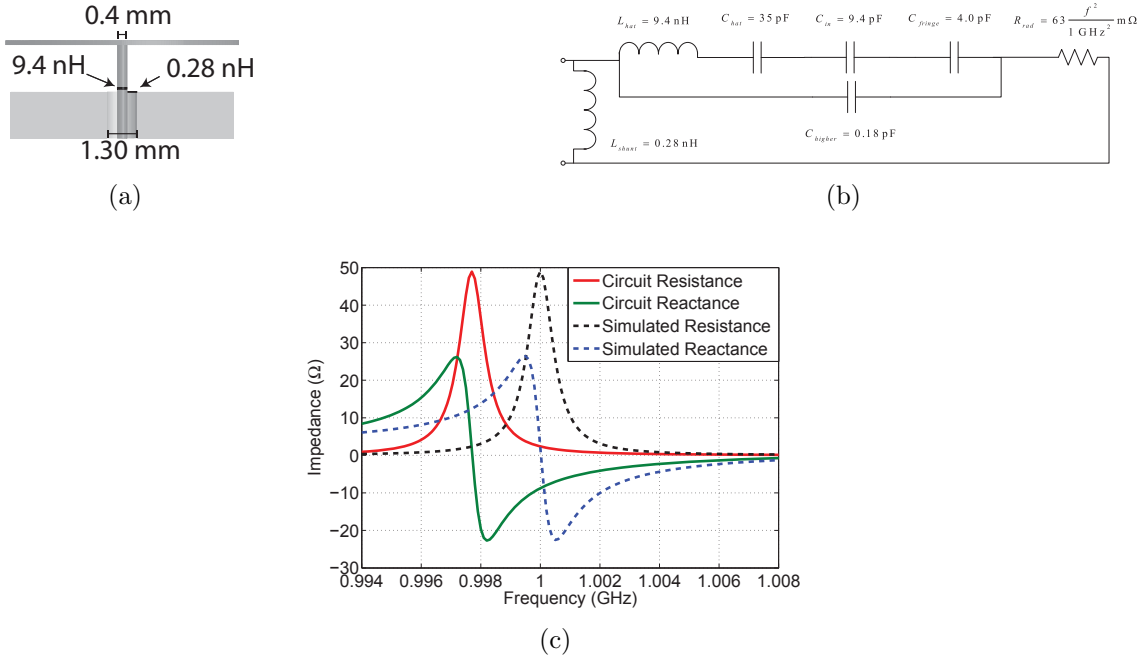 0.4 mm
9.4 nH
0.28 nH
1.30 mm
(a)
L_hat = 9.4 nH
C_hat = 35 pF
C_in = 9.4 pF
C_fringe = 4.0 pF
R_rad = 63 f^2 / 1 GHz^2 mΩ
C_higher = 0.18 pF
L_shunt = 0.28 nH
(b)
50
40
30
20
10
0
−10
−20
−30
Impedance (Ω)
Circuit Resistance
Circuit Reactance
Simulated Resistance
Simulated Reactance
0.994 0.996 0.998 1 1.002 1.004 1.006 1.008
Frequency (GHz)
(c)